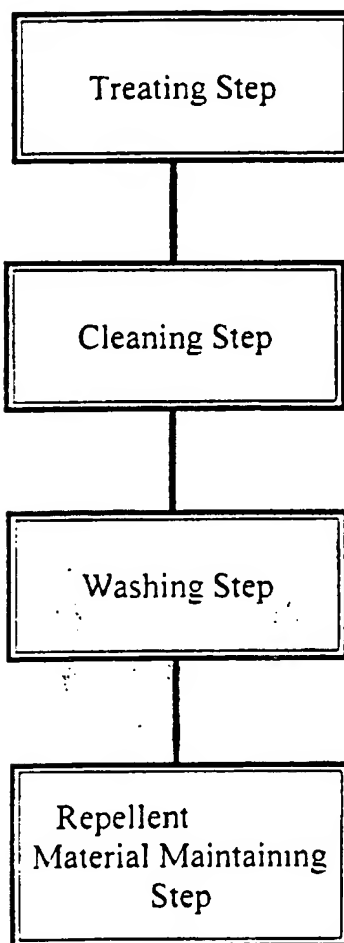 Treating Step
Cleaning Step
Washing Step
Repellent
Material Maintaining
Step